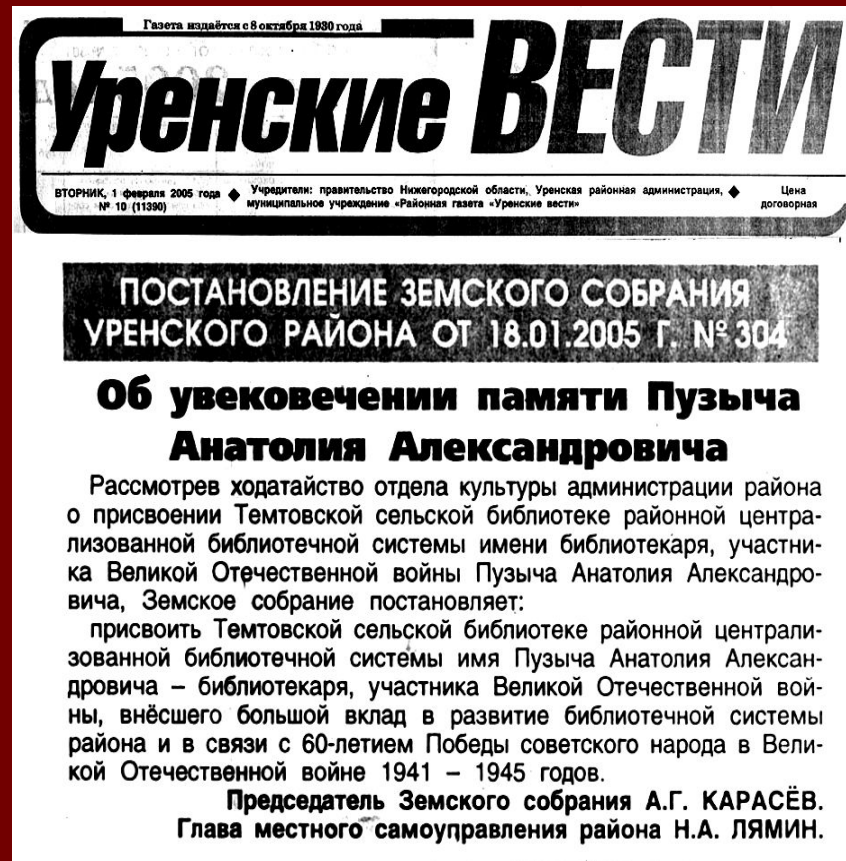 Газета издаётся с 8 октября 1930 года
Уренские ВЕСТИ
ВТОРНИК, 1 февраля 2005 года ◆ Учредители: правительство Нижегородской области, Уренская районная администрация, ◆ Цена
№ 10 (11390) муниципальное учреждение «Районная газета «Уренские вести» договорная
ПОСТАНОВЛЕНИЕ ЗЕМСКОГО СОБРАНИЯ
УРЕНСКОГО РАЙОНА ОТ 18.01.2005 Г. № 304
Об увековечении памяти Пузыча
Анатолия Александровича
Рассмотрев ходатайство отдела культуры администрации района
о присвоении Темтовской сельской библиотеке районной центра-
лизованной библиотечной системы имени библиотекаря, участни-
ка Великой Отечественной войны Пузыча Анатолия Александро-
вича, Земское собрание постановляет:
присвоить Темтовской сельской библиотеке районной централи-
зованной библиотечной системы имя Пузыча Анатолия Алексан-
дровича – библиотекаря, участника Великой Отечественной вой-
ны, внёсшего большой вклад в развитие библиотечной системы
района и в связи с 60-летием Победы советского народа в Вели-
кой Отечественной войне 1941 – 1945 годов.
Председатель Земского собрания А.Г. КАРАСЁВ.
Глава местного самоуправления района Н.А. ЛЯМИН.